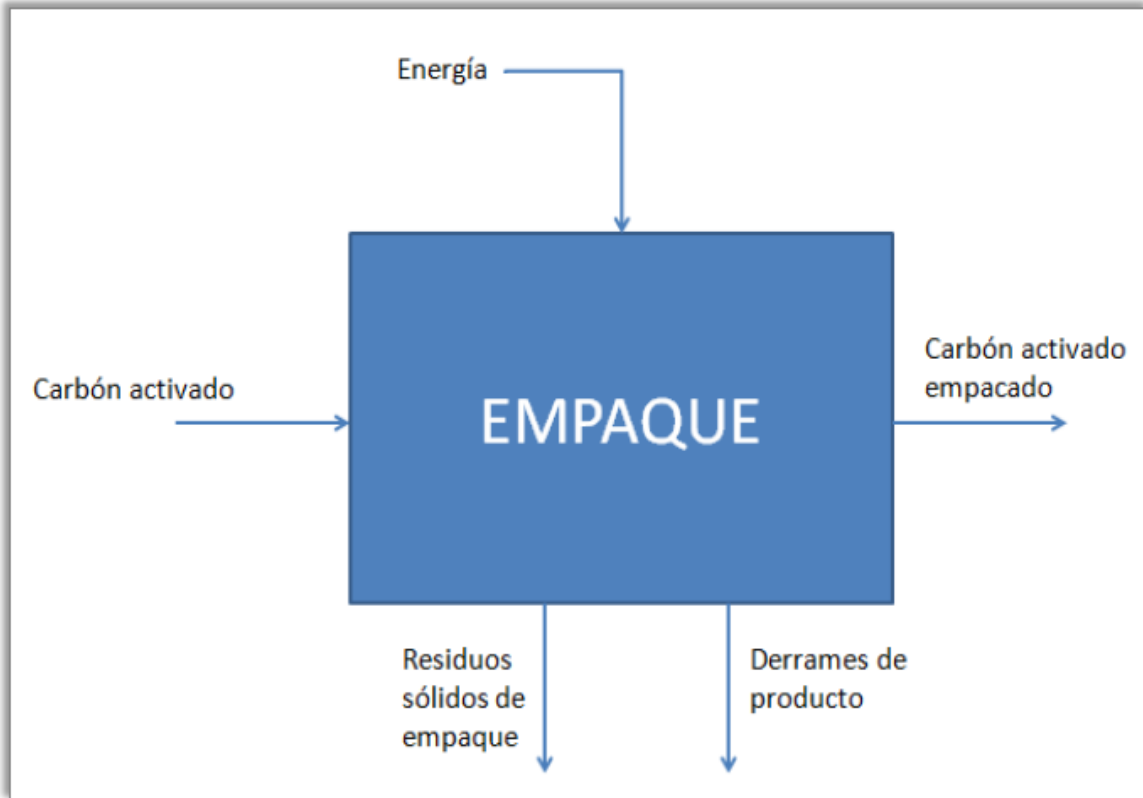 Energía
Carbón activado
EMPAQUE
Carbón activado
empacado
Residuos
sólidos de
empaque
Derrames de
producto